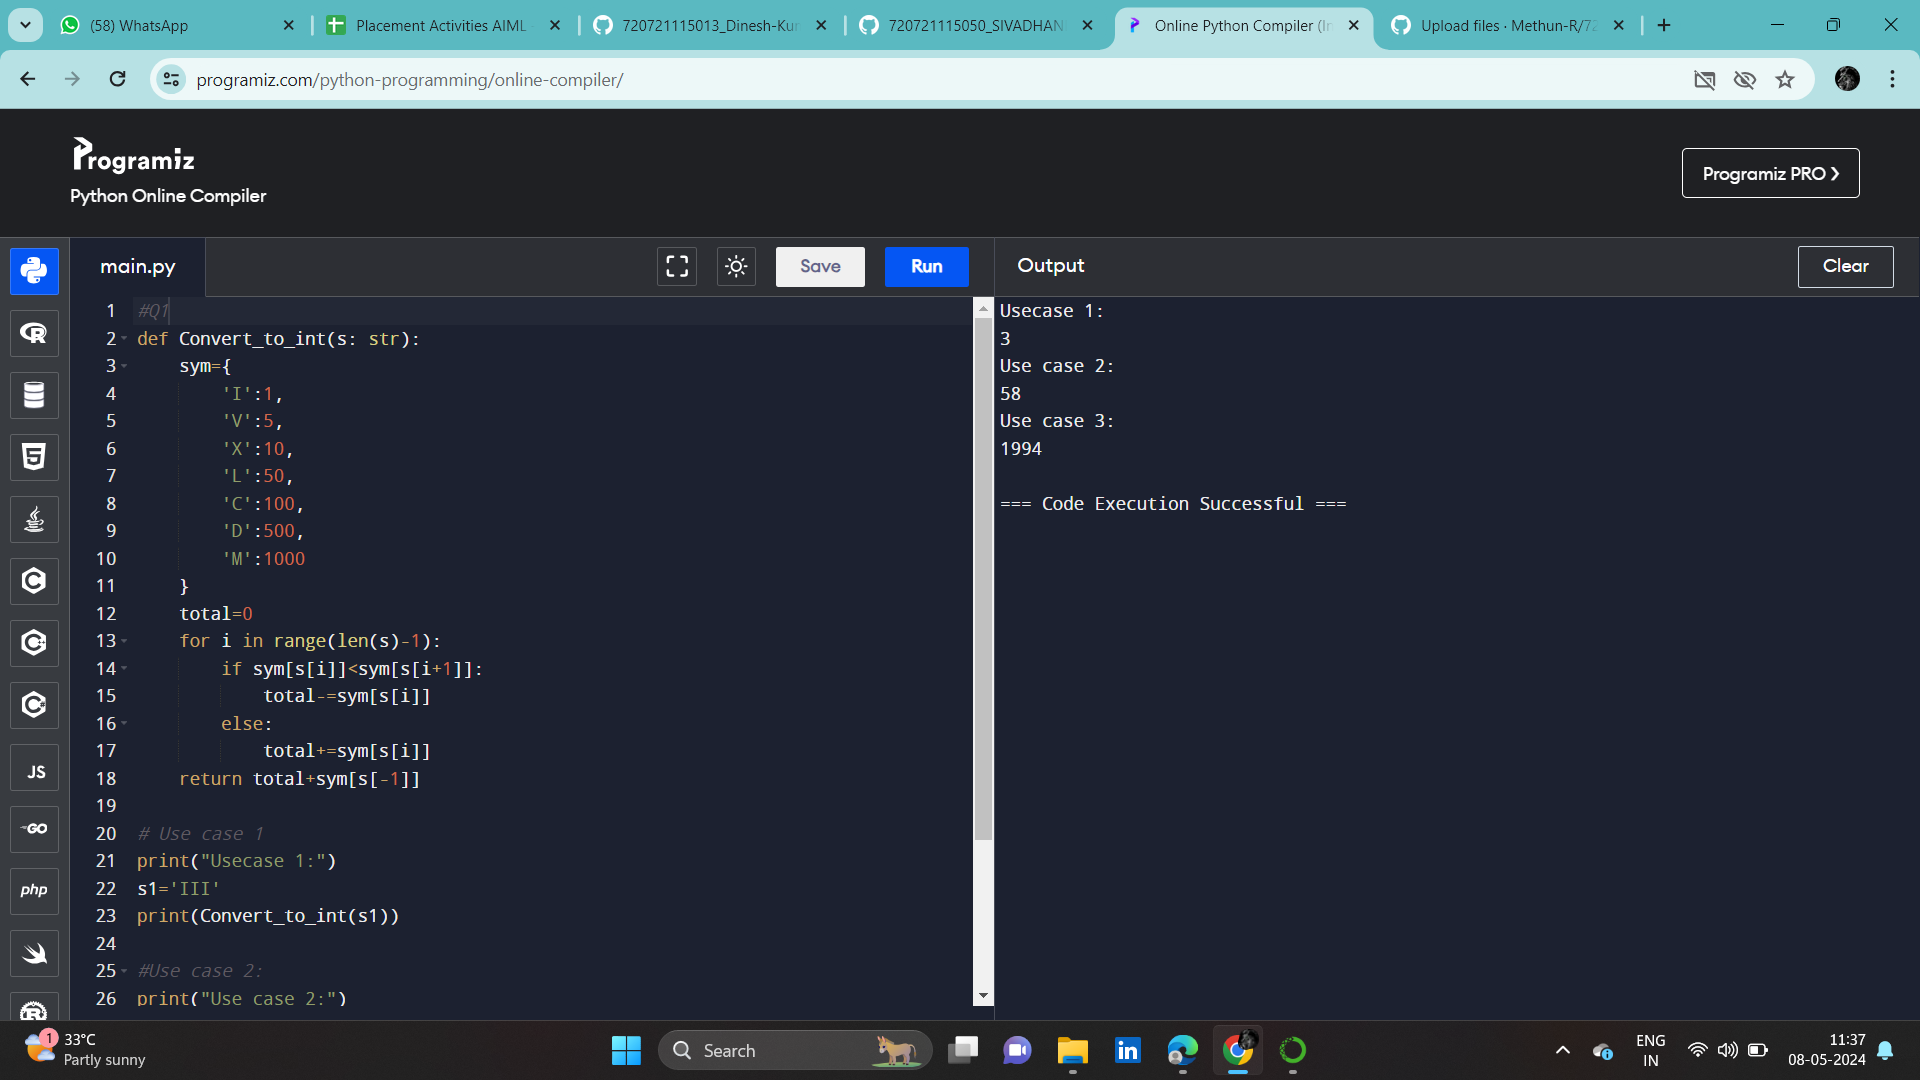 (58) WhatsApp
Placement Activities AIML -
720721115013_Dinesh-Kur
720721115050_SIVADHAN
Online Python Compiler (In
Upload files · Methun-R/72
programiz.com/python-programming/online-compiler/
Programiz
Python Online Compiler
Programiz PRO ❯
main.py
Save
Run
Output
Clear
1 #Q1
2 def Convert_to_int(s: str):
3     sym={
4         'I':1,
5         'V':5,
6         'X':10,
7         'L':50,
8         'C':100,
9         'D':500,
10         'M':1000
11     }
12     total=0
13     for i in range(len(s)-1):
14         if sym[s[i]]<sym[s[i+1]]:
15             total-=sym[s[i]]
16         else:
17             total+=sym[s[i]]
18     return total+sym[s[-1]]
19
20 # Use case 1
21 print("Usecase 1:")
22 s1='III'
23 print(Convert_to_int(s1))
24
25 #Use case 2:
26 print("Use case 2:")
Usecase 1:
3
Use case 2:
58
Use case 3:
1994
=== Code Execution Successful ===
JS
GO
php
1
33°C
Partly sunny
Search
ENG
IN
11:37
08-05-2024